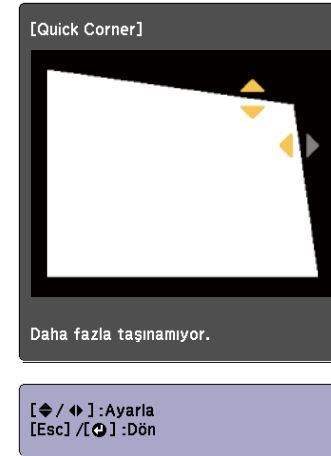 [Quick Corner]
Daha fazla taşınamıyor.
[◆/◆] :Ayarla
[Esc] /[⏎] :Dön